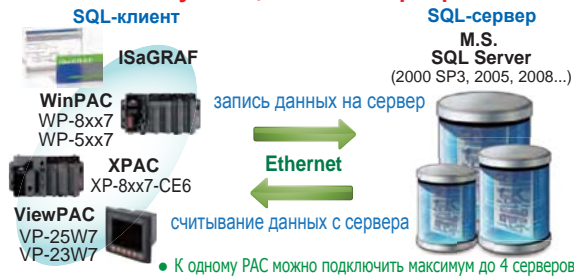 SQL-клиент
SQL-сервер
ISaGRAF
M.S.
SQL Server
(2000 SP3, 2005, 2008...)
WinPAC
WP-8xx7
WP-5xx7
запись данных на сервер
XPAC
XP-8xx7-CE6
Ethernet
ViewPAC
VP-25W7
VP-23W7
считывание данных с сервера
• К одному PAC можно подключить максимум до 4 серверов